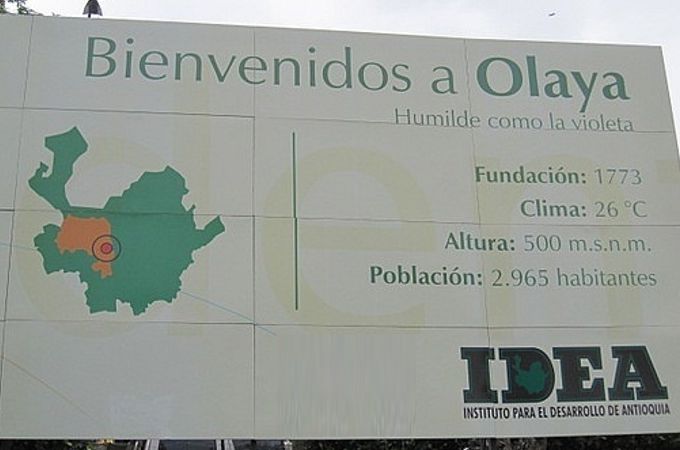 Bienvenidos a Olaya
Humilde como la violeta
Fundación: 1773
Clima: 26 °C
Altura: 500 m.s.n.m.
Población: 2.965 habitantes
IDEA
INSTITUTO PARA EL DESARROLLO DE ANTIOQUIA